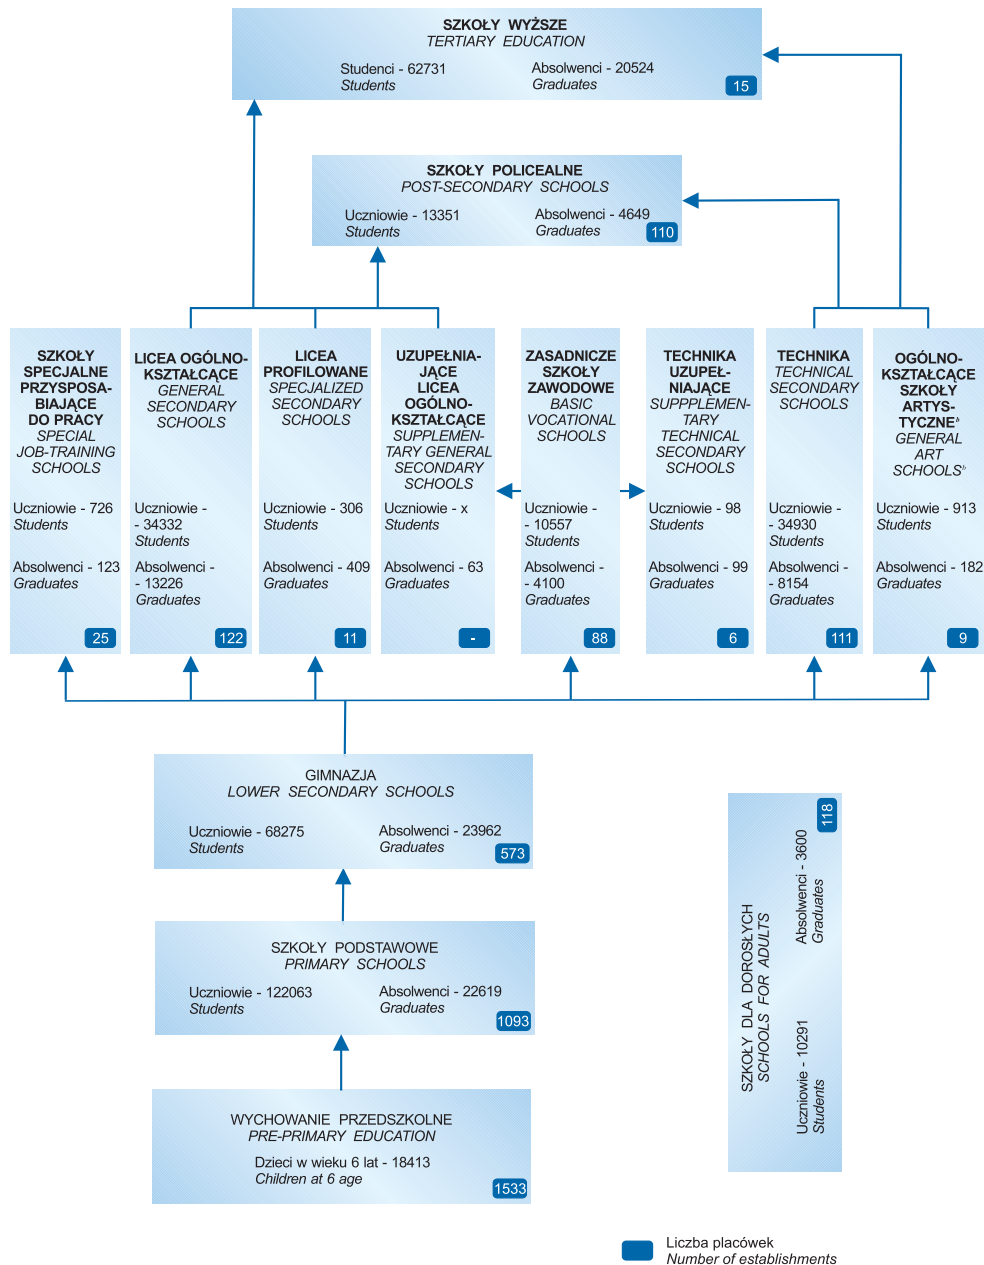 SZKOŁY WYŻSZE
TERTIARY EDUCATION
Studenci - 62731
Students
Absolwenci - 20524
Graduates
15
SZKOŁY POLICEALNE
POST-SECONDARY SCHOOLS
Uczniowie - 13351
Students
Absolwenci - 4649
Graduates
110
SZKOŁY
SPECJALNE
PRZYSPOSA-
BIAJĄCE
DO PRACY
SPECIAL
JOB-TRAINING
SCHOOLS
Uczniowie - 726
Students
Absolwenci - 123
Graduates
25
LICEA OGÓLNO-
KSZTAŁCĄCE
GENERAL
SECONDARY
SCHOOLS
Uczniowie -
- 34332
Students
Absolwenci -
- 13226
Graduates
122
LICEA
PROFILOWANE
SPECJALIZED
SECONDARY
SCHOOLS
Uczniowie - 306
Students
Absolwenci - 409
Graduates
11
UZUPEŁNIA-
JĄCE
LICEA
OGÓLNO-
KSZTAŁCĄCE
SUPPLEMEN-
TARY GENERAL
SECONDARY
SCHOOLS
Uczniowie - x
Students
Absolwenci - 63
Graduates
-
ZASADNICZE
SZKOŁY
ZAWODOWE
BASIC
VOCATIONAL
SCHOOLS
Uczniowie -
- 10557
Students
Absolwenci -
- 4100
Graduates
88
TECHNIKA
UZUPEŁ-
NIAJĄCE
SUPPPLEMEN-
TARY
TECHNICAL
SECONDARY
SCHOOLS
Uczniowie - 98
Students
Absolwenci - 99
Graduates
6
TECHNIKA
TECHNICAL
SECONDARY
SCHOOLS
Uczniowie -
- 34930
Students
Absolwenci -
- 8154
Graduates
111
OGÓLNO-
KSZTAŁCĄCE
SZKOŁY
ARTYS-
TYCZNEᵇ
GENERAL
ART
SCHOOLSᵇ
Uczniowie - 913
Students
Absolwenci - 182
Graduates
9
GIMNAZJA
LOWER SECONDARY SCHOOLS
Uczniowie - 68275
Students
Absolwenci - 23962
Graduates
573
SZKOŁY PODSTAWOWE
PRIMARY SCHOOLS
Uczniowie - 122063
Students
Absolwenci - 22619
Graduates
1093
WYCHOWANIE PRZEDSZKOLNE
PRE-PRIMARY EDUCATION
Dzieci w wieku 6 lat - 18413
Children at 6 age
1533
SZKOŁY DLA DOROSŁYCH
SCHOOLS FOR ADULTS
Uczniowie - 10291
Students
Absolwenci - 3600
Graduates
118
Liczba placówek
Number of establishments